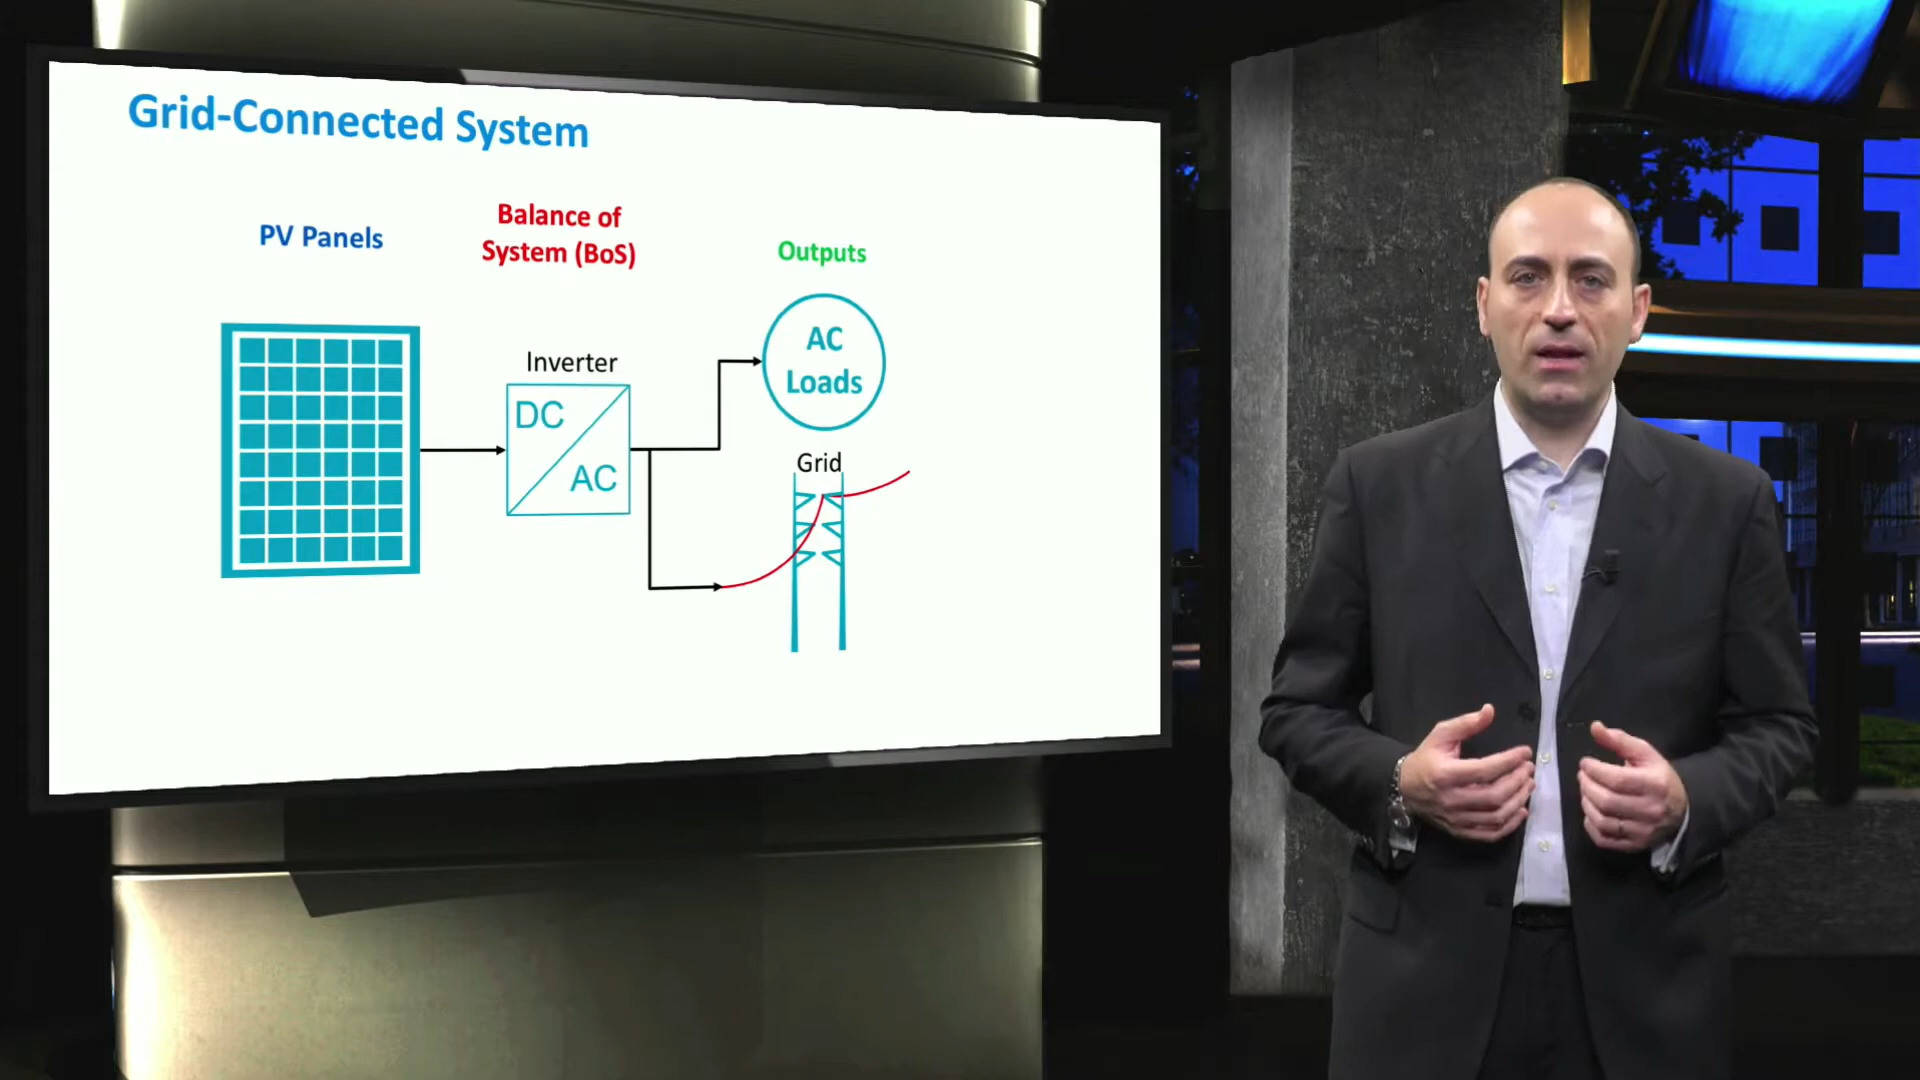 Grid-Connected System
PV Panels
Balance of
System (BoS)
Outputs
Inverter
DC
AC
AC
Loads
Grid